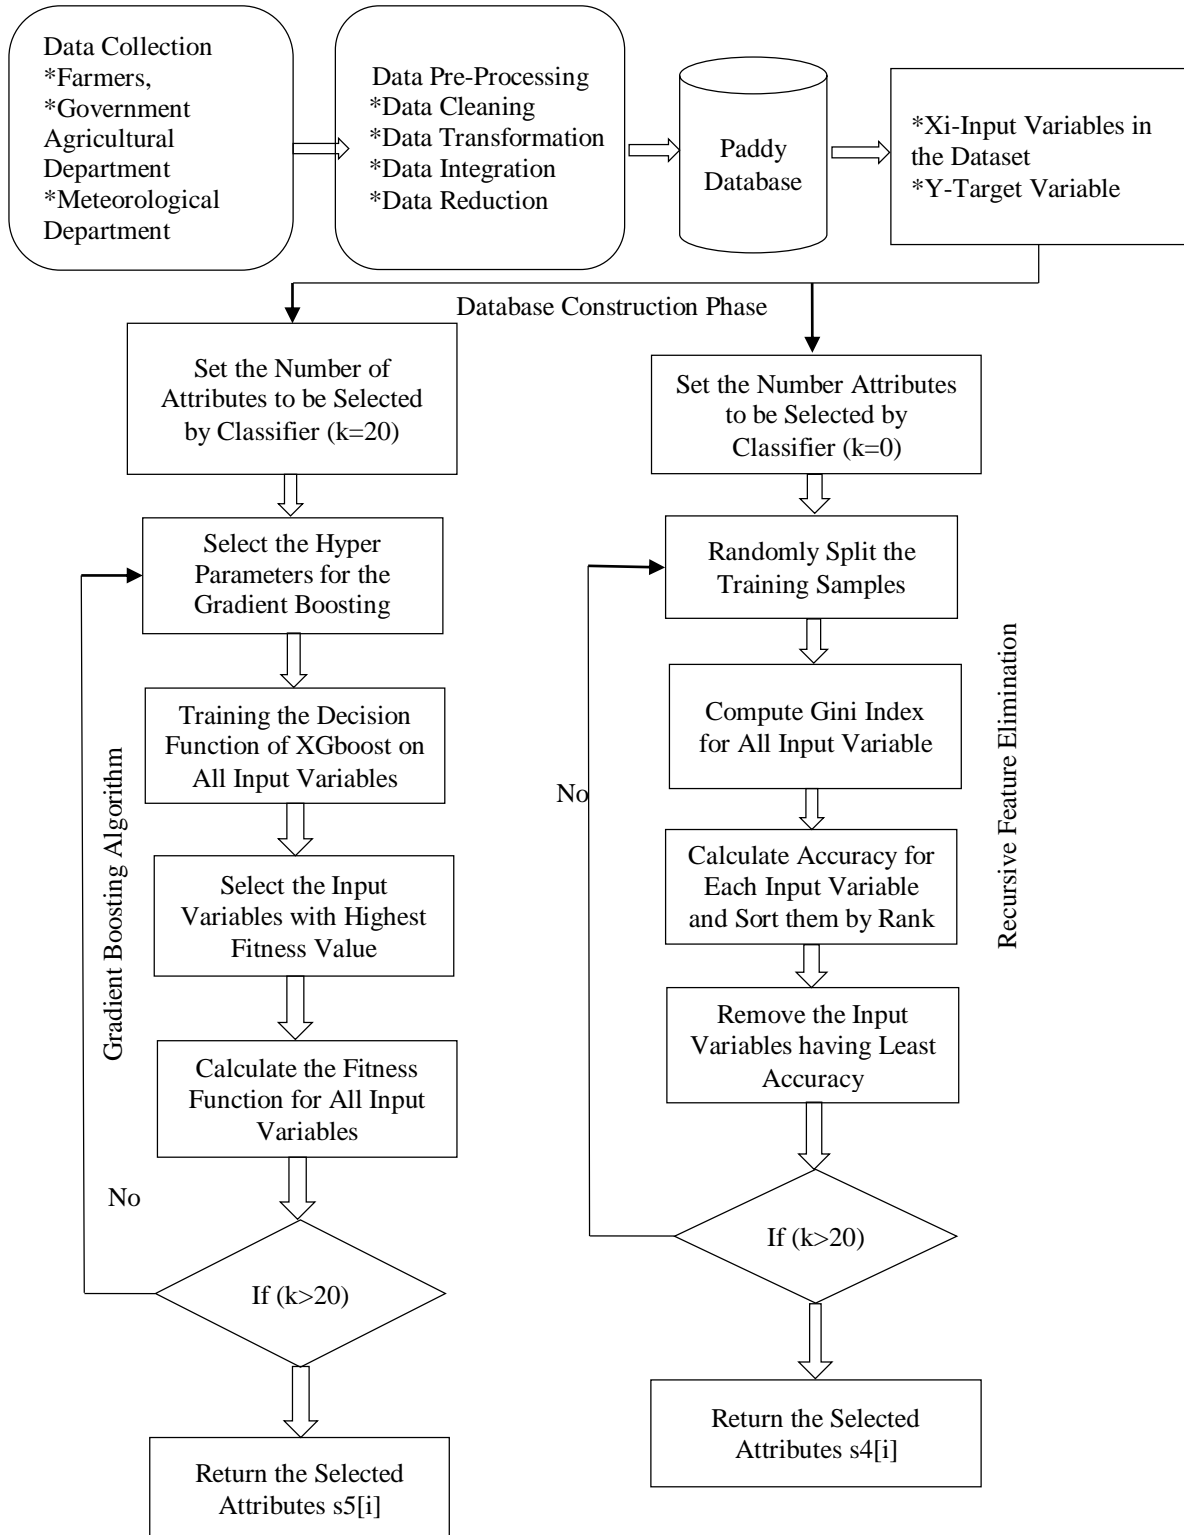 Data Collection
*Farmers,
*Government
Agricultural
Department
*Meteorological
Department
Data Pre-Processing
*Data Cleaning
*Data Transformation
*Data Integration
*Data Reduction
Paddy
Database
*Xi-Input Variables in
the Dataset
*Y-Target Variable
Database Construction Phase
Set the Number of
Attributes to be Selected
by Classifier (k=20)
Select the Hyper
Parameters for the
Gradient Boosting
Training the Decision
Function of XGboost on
All Input Variables
Select the Input
Variables with Highest
Fitness Value
Calculate the Fitness
Function for All Input
Variables
If (k>20)
No
Gradient Boosting Algorithm
Return the Selected
Attributes s5[i]
Set the Number Attributes
to be Selected by
Classifier (k=0)
Randomly Split the
Training Samples
Compute Gini Index
for All Input Variable
Calculate Accuracy for
Each Input Variable
and Sort them by Rank
Remove the Input
Variables having Least
Accuracy
If (k>20)
No
Recursive Feature Elimination
Return the Selected
Attributes s4[i]